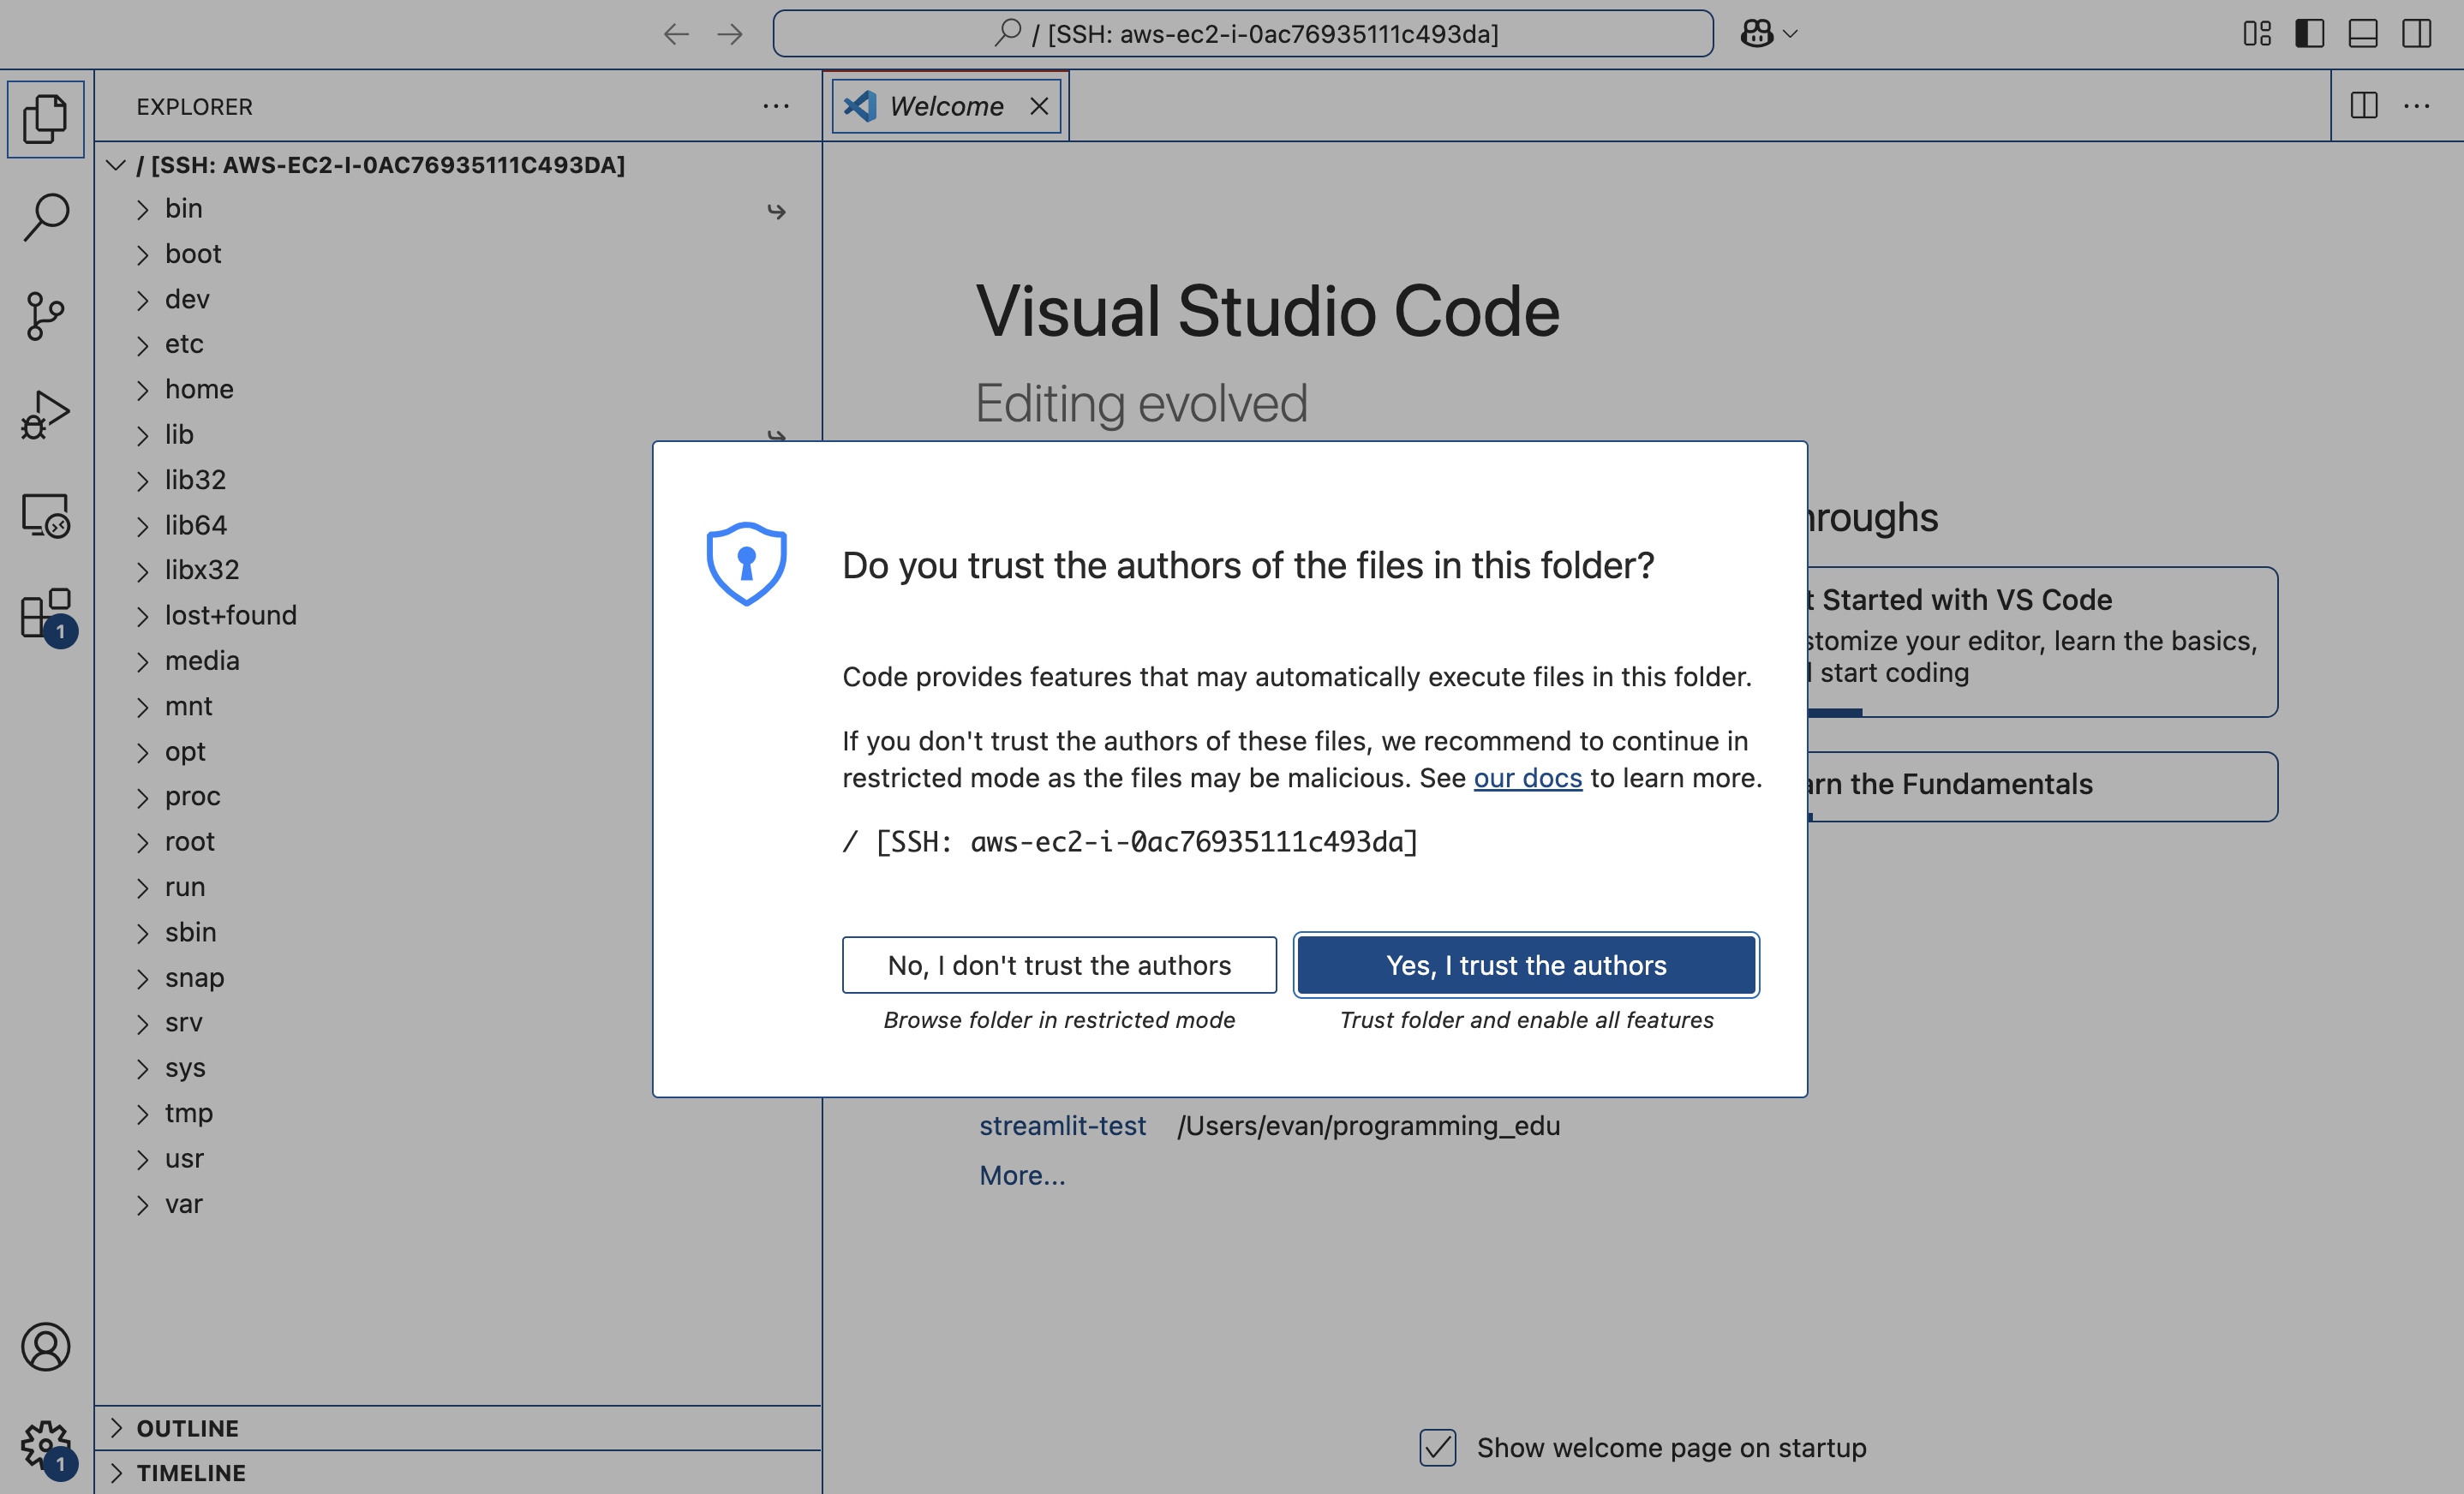 / [SSH: aws-ec2-i-0ac76935111c493da]
EXPLORER
Welcome
/ [SSH: AWS-EC2-I-0AC76935111C493DA]
bin
boot
dev
etc
home
lib
lib32
lib64
libx32
lost+found
media
mnt
opt
proc
root
run
sbin
snap
srv
sys
tmp
usr
var
OUTLINE
TIMELINE
1
1
Visual Studio Code
Editing evolved
Do you trust the authors of the files in this folder?
Code provides features that may automatically execute files in this folder.
If you don't trust the authors of these files, we recommend to continue in
restricted mode as the files may be malicious. See our docs to learn more.
/ [SSH: aws-ec2-i-0ac76935111c493da]
No, I don't trust the authors
Yes, I trust the authors
Browse folder in restricted mode
Trust folder and enable all features
roughs
t Started with VS Code
stomize your editor, learn the basics,
start coding
arn the Fundamentals
streamlit-test /Users/evan/programming_edu
More...
Show welcome page on startup